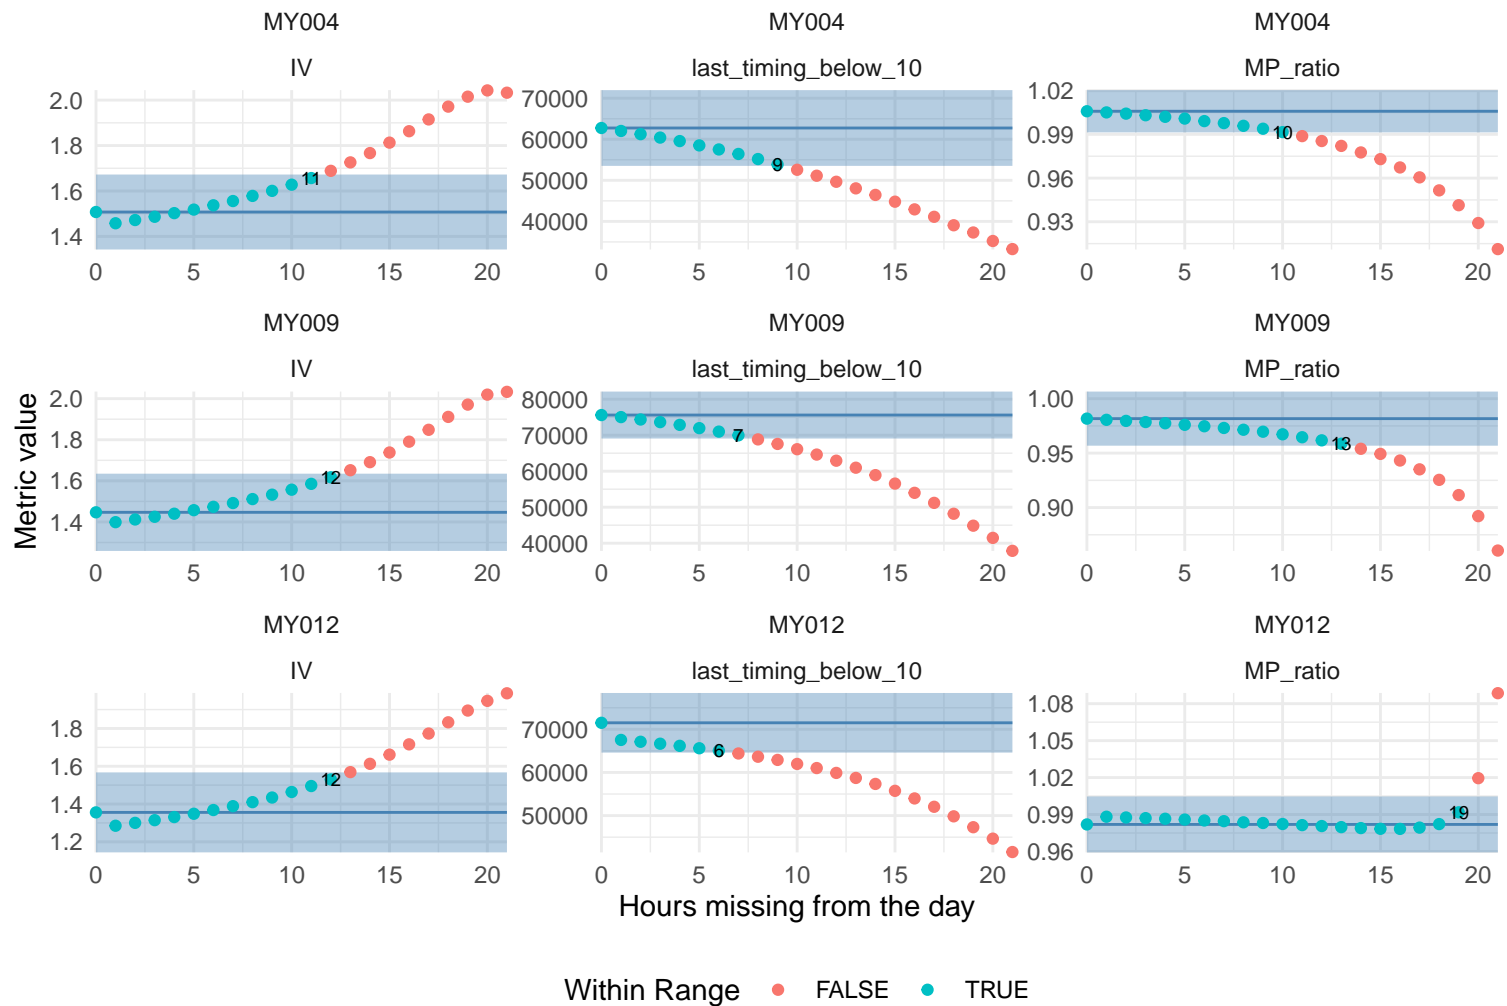 MY004 MY004 MY004
IV last_timing_below_10 MP_ratio
2.0
1.8
1.6
1.4
11
0 5 10 15 20
70000
60000
50000
40000
9
0 5 10 15 20
1.02
0.99
0.96
0.93
10
0 5 10 15 20
MY009 MY009 MY009
IV last_timing_below_10 MP_ratio
Metric value
2.0
1.8
1.6
1.4
12
0 5 10 15 20
80000
70000
60000
50000
40000
7
0 5 10 15 20
1.00
0.95
0.90
13
0 5 10 15 20
MY012 MY012 MY012
IV last_timing_below_10 MP_ratio
1.8
1.6
1.4
1.2
12
0 5 10 15 20
70000
60000
50000
6
0 5 10 15 20
1.08
1.05
1.02
0.99
0.96
19
0 5 10 15 20
Hours missing from the day
Within Range FALSE TRUE